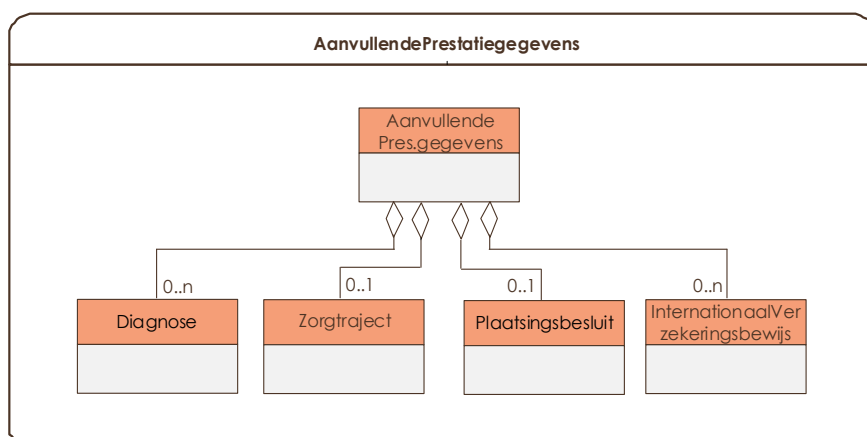 AanvullendePrestatiegegevens
Aanvullende
Pres.gegevens
0..n
0..1
0..1
0..n
Diagnose
Zorgtraject
Plaatsingsbesluit
InternationaalVer
zekeringsbewijs